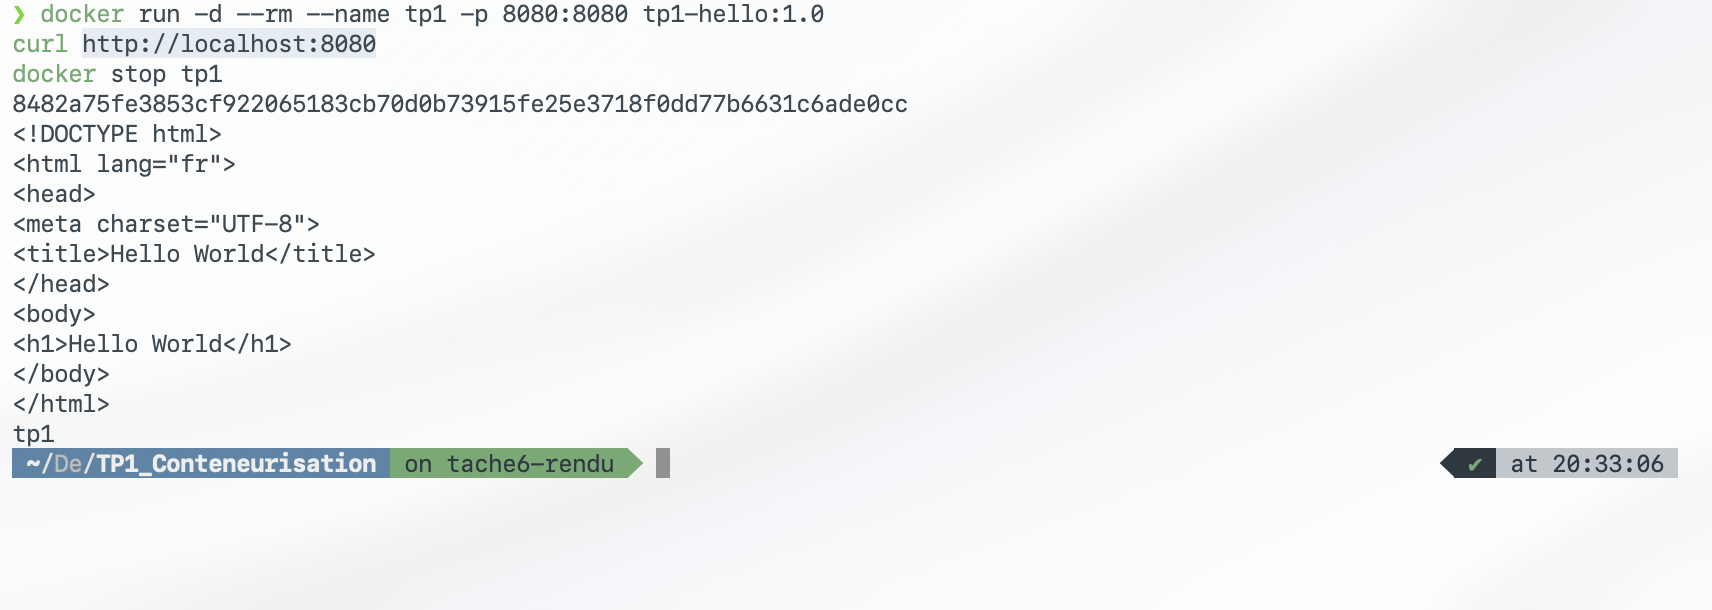 ❯ docker run -d --rm --name tp1 -p 8080:8080 tp1-hello:1.0
curl http://localhost:8080
docker stop tp1
8482a75fe3853cf922065183cb70d0b73915fe25e3718f0dd77b6631c6ade0cc
<!DOCTYPE html>
<html lang="fr">
<head>
<meta charset="UTF-8">
<title>Hello World</title>
</head>
<body>
<h1>Hello World</h1>
</body>
</html>
tp1
~/De/TP1_Conteneurisation on tache6-rendu ✔ at 20:33:06